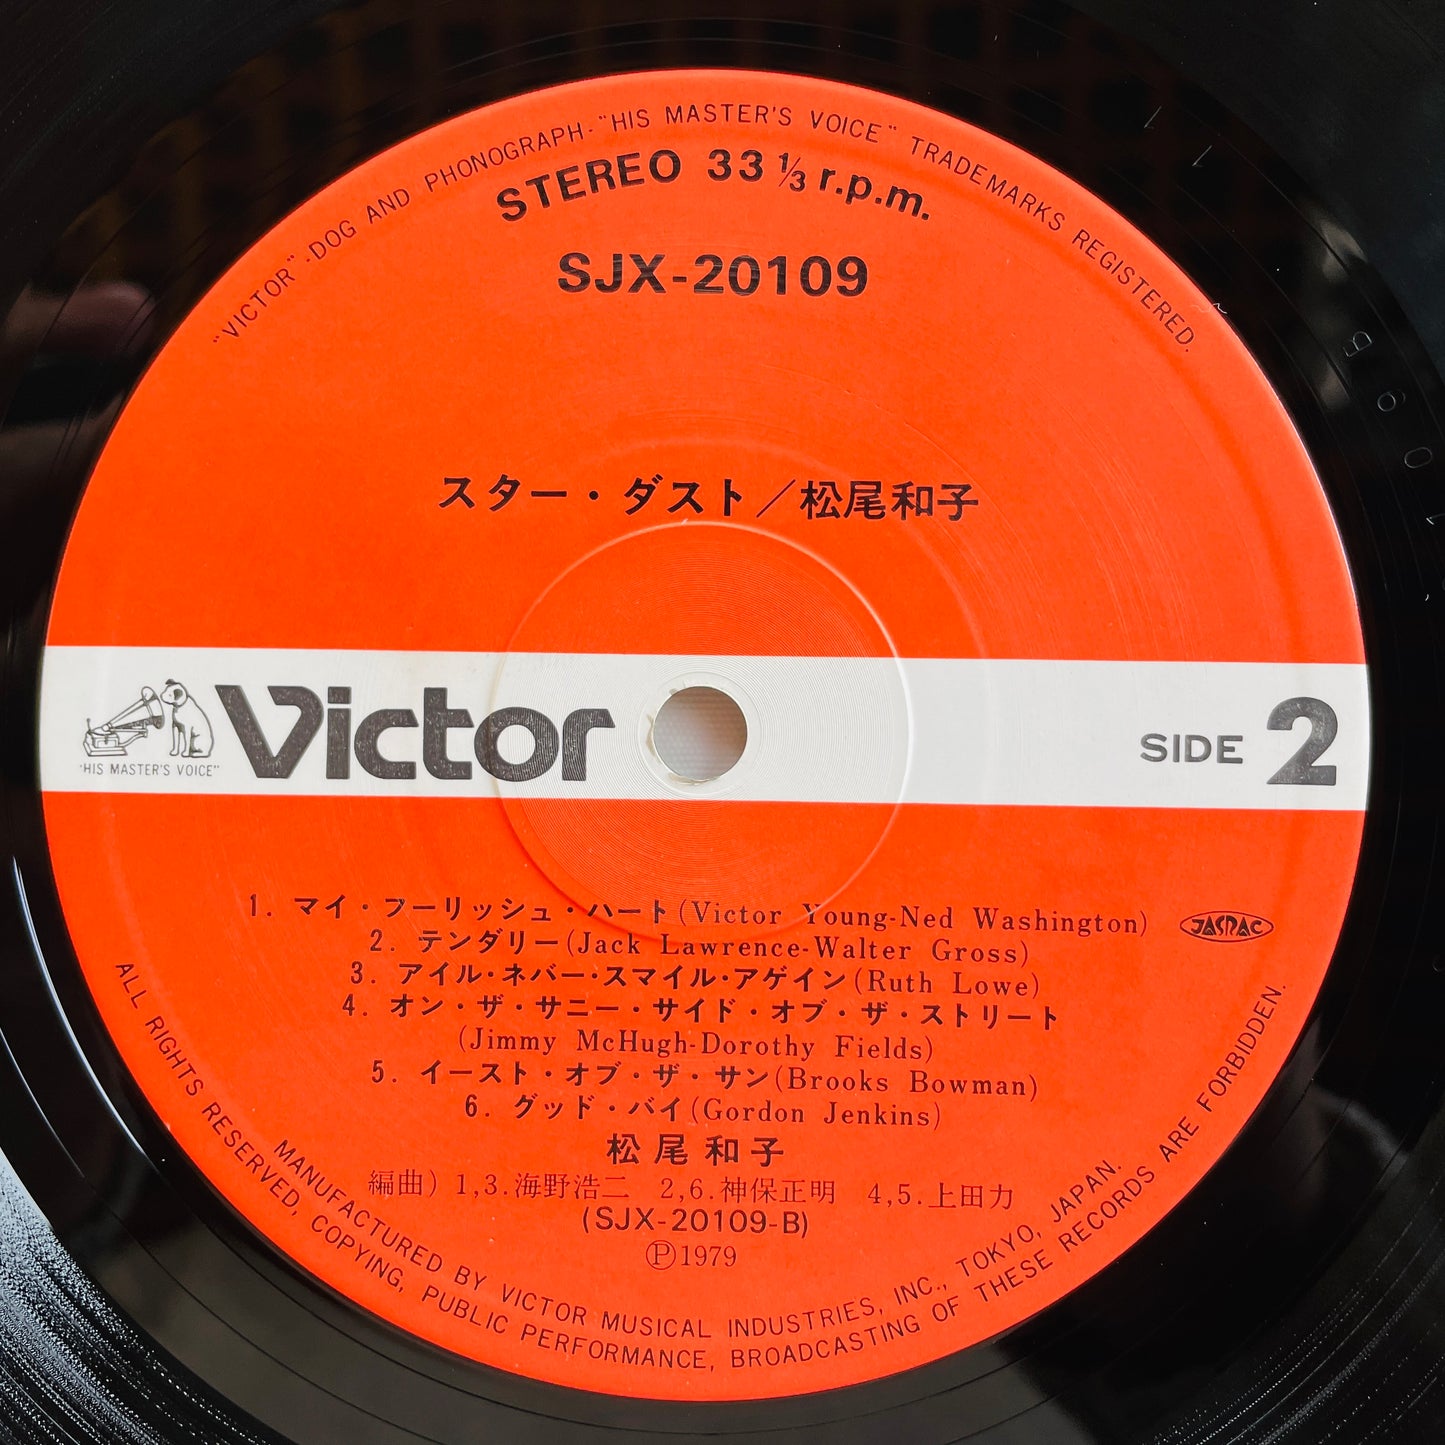 "VICTOR"-DOG AND PHONOGRAPH-"HIS MASTER'S VOICE" TRADEMARKS REGISTERED.
STEREO 33 1/3 r.p.m.
SJX-20109
スター・ダスト／松尾和子
"HIS MASTER'S VOICE"
Victor
SIDE 2
1. マイ・フーリッシュ・ハート(Victor Young-Ned Washington)
JASRAC
2. テンダリー(Jack Lawrence-Walter Gross)
3. アイル・ネバー・スマイル・アゲイン(Ruth Lowe)
4. オン・ザ・サニー・サイド・オブ・ザ・ストリート
(Jimmy McHugh-Dorothy Fields)
5. イースト・オブ・ザ・サン(Brooks Bowman)
6. グッド・バイ(Gordon Jenkins)
松尾和子
編曲) 1,3.海野浩二 2,6.神保正明 4,5.上田力
(SJX-20109-B)
Ⓟ1979
MANUFACTURED BY VICTOR MUSICAL INDUSTRIES, INC., TOKYO, JAPAN.
ALL RIGHTS RESERVED, COPYING, PUBLIC PERFORMANCE, BROADCASTING OF THESE RECORDS ARE FORBIDDEN.